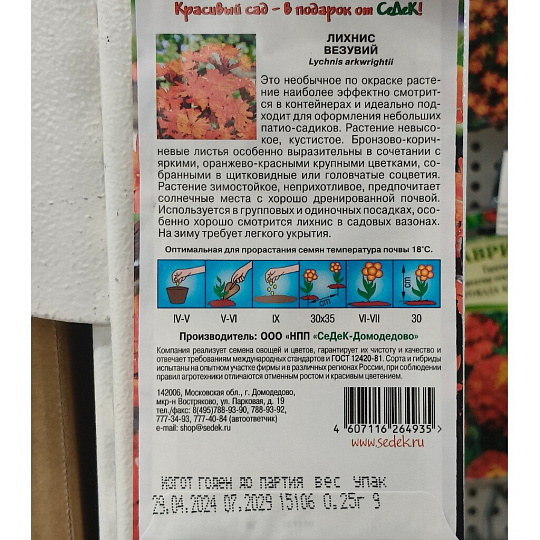 Красивый сад - в подарок от СеДеК!
ЛИХНИС
ВЕЗУВИЙ
Lychnis arkwrightii
Это необычное по окраске расте-
ние наиболее эффектно смотрит-
ся в контейнерах и идеально под-
ходит для оформления небольших
патио-садиков. Растение невысо-
кое, кустистое. Бронзово-корич-
невые листья особенно выразительны в сочетании с
яркими, оранжево-красными крупными цветками, со-
бранными в щитковидные или головчатые соцветия.
Растение зимостойкое, неприхотливое, предпочитает
солнечные места с хорошо дренированной почвой.
Используется в групповых и одиночных посадках, осо-
бенно хорошо смотрится лихнис в садовых вазонах.
На зиму требует легкого укрытия.
Оптимальная для прорастания семян температура почвы 18°С.
cm
cm
IV-V V-VI IX 30x35 VI-VII 30
Производитель: ООО «НПП «СеДеК-Домодедово»
Компания реализует семена овощей и цветов, гарантирует их чистоту и качество и
отвечает требованиям международных стандартов и ГОСТ 12420-81. Сорта и гибриды
испытаны на опытном участке фирмы и в различных регионах России, при соблюдении
правил агротехники отличаются отменным ростом и красивым цветением.
142006, Московская обл., г. Домодедово,
мкр-н Востряково, ул. Парковая, д. 19
тел./факс: 8(495)788-93-90, 788-93-92,
777-34-93, 777-40-84 (автоответчик)
e-mail: shop@sedek.ru
4 607116 264935 >
www.sedek.ru
ИЗГОТ ГОДЕН ДО ПАРТИЯ ВЕС УПАК
29.04.2024 07.2029 15106 0.25г 9